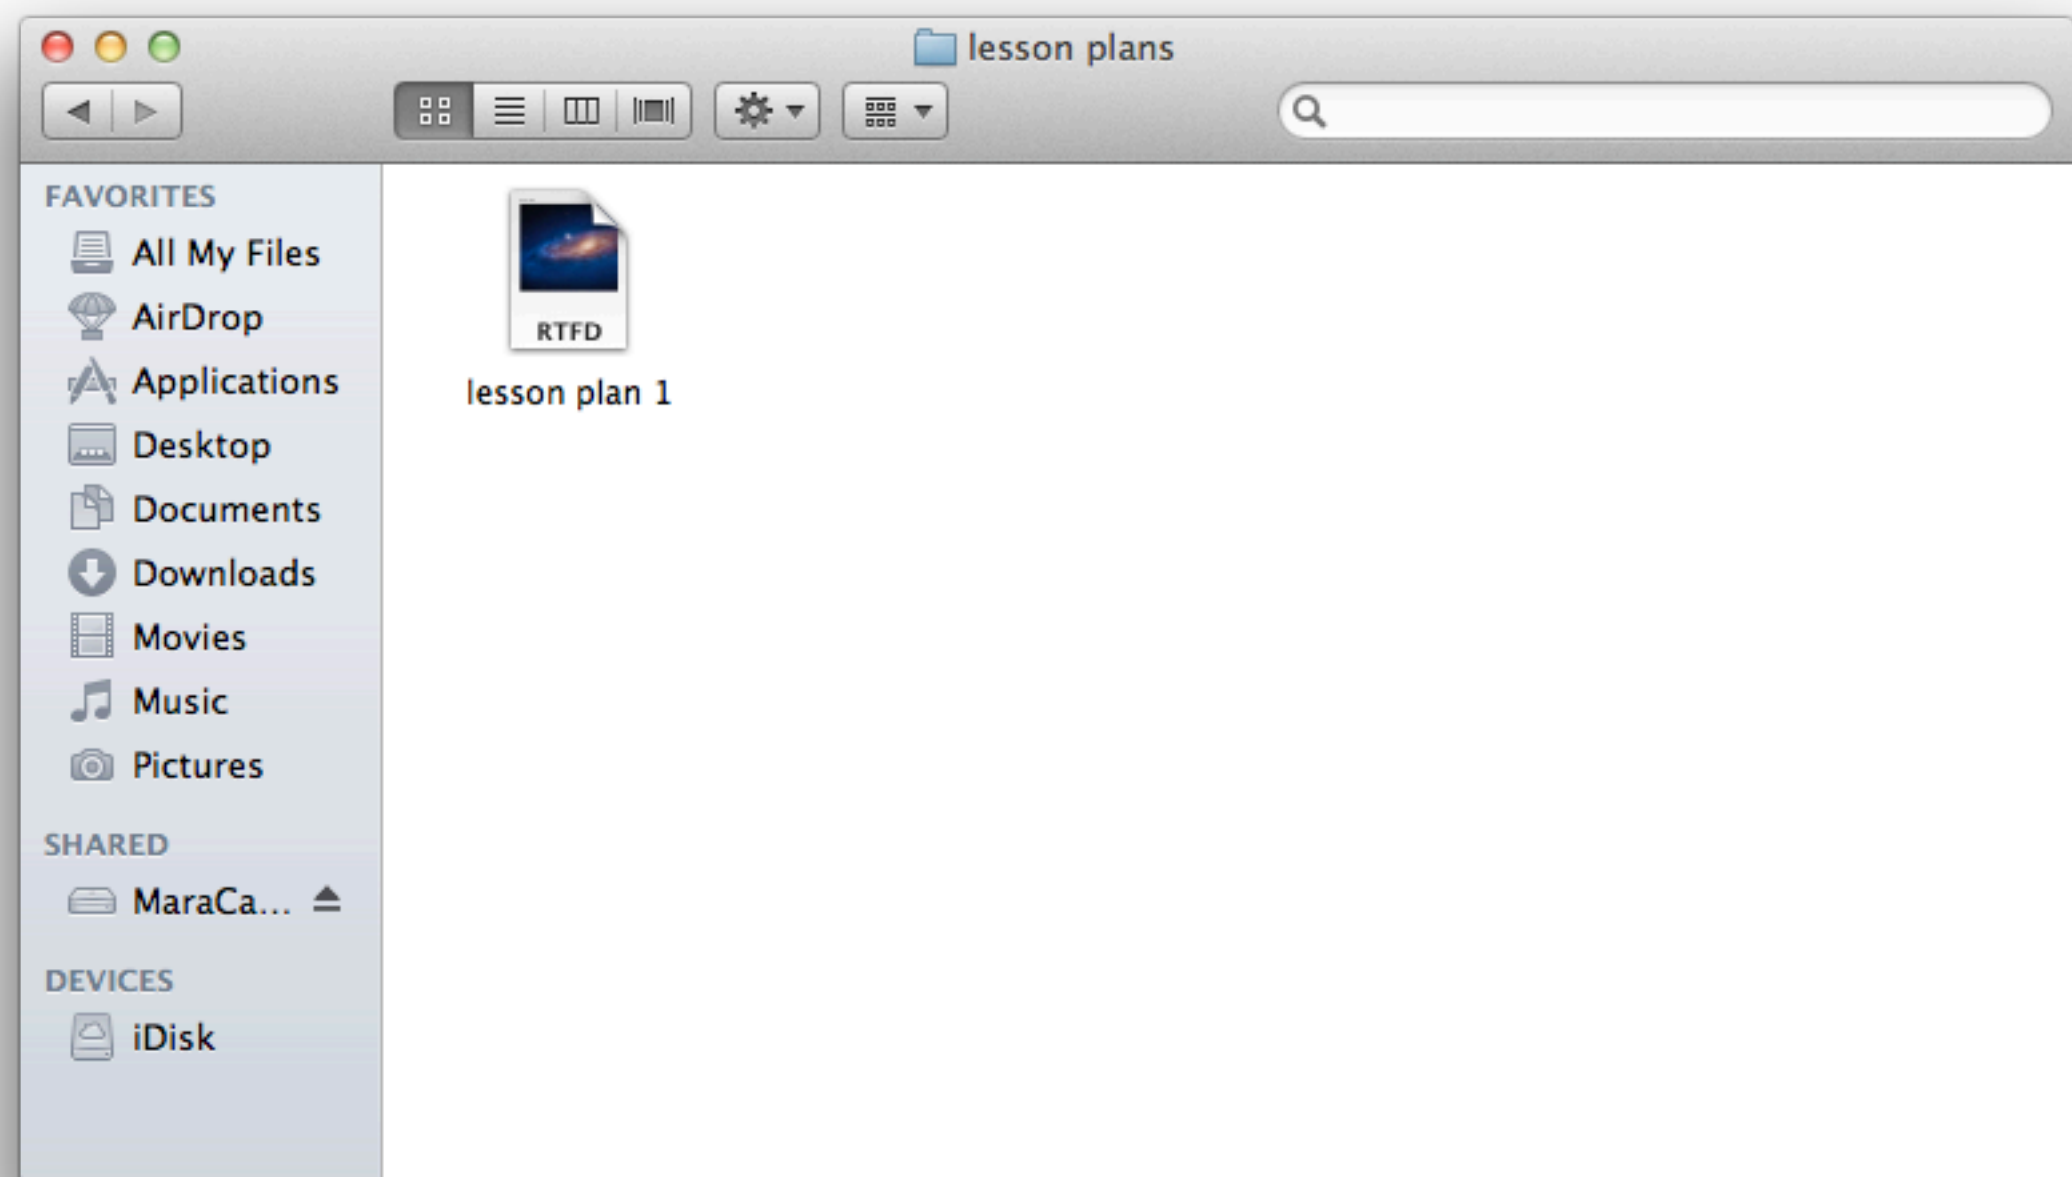 lesson plans
FAVORITES
All My Files
AirDrop
Applications
Desktop
Documents
Downloads
Movies
Music
Pictures
SHARED
MaraCa...
DEVICES
iDisk
RTFD
lesson plan 1